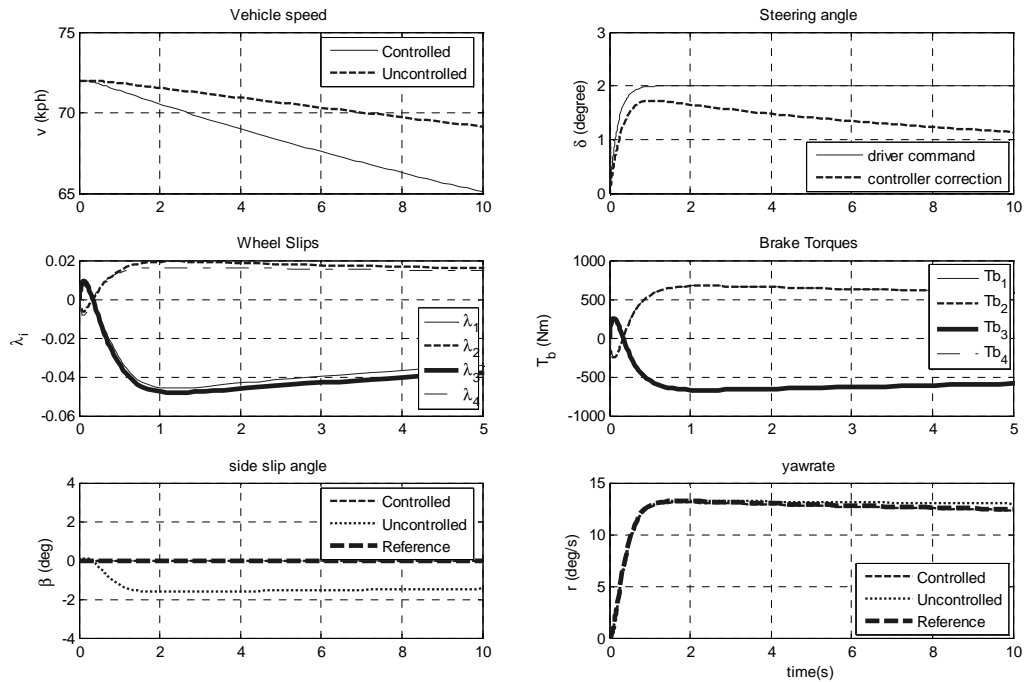 Vehicle speed
75
70
65
v (kph)
0 2 4 6 8 10
Controlled
Uncontrolled
Steering angle
3
2
1
0
δ (degree)
0 2 4 6 8 10
driver command
controller correction
Wheel Slips
0.02
0
-0.02
-0.04
-0.06
λi
0 1 2 3 4 5
λ1
λ2
λ3
λ4
Brake Torques
1000
500
0
-500
-1000
Tb (Nm)
0 1 2 3 4 5
Tb1
Tb2
Tb3
Tb4
side slip angle
4
2
0
-2
-4
β (deg)
0 2 4 6 8 10
Controlled
Uncontrolled
Reference
yawrate
15
10
5
0
r (deg/s)
0 2 4 6 8 10
time(s)
Controlled
Uncontrolled
Reference